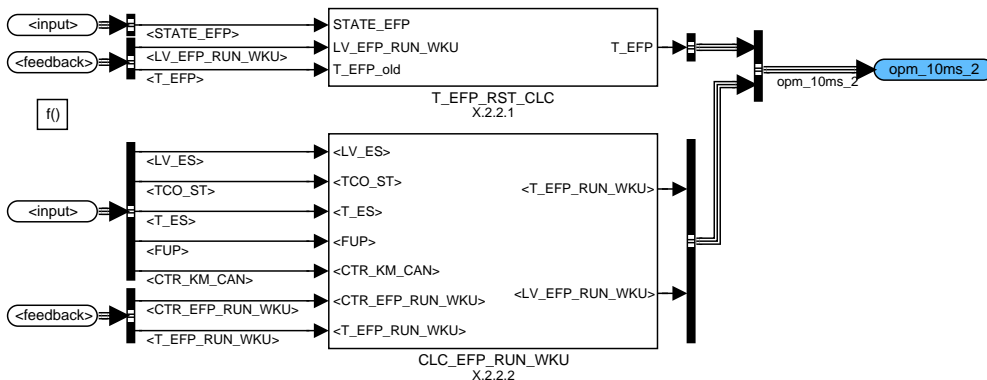 <input>
<STATE_EFP>
STATE_EFP
<feedback>
<LV_EFP_RUN_WKU>
LV_EFP_RUN_WKU
<T_EFP>
T_EFP_old
T_EFP
T_EFP_RST_CLC
X.2.2.1
opm_10ms_2
opm_10ms_2
f()
<input>
<LV_ES>
<LV_ES>
<TCO_ST>
<TCO_ST>
<T_ES>
<T_ES>
<FUP>
<FUP>
<CTR_KM_CAN>
<CTR_KM_CAN>
<feedback>
<CTR_EFP_RUN_WKU>
<CTR_EFP_RUN_WKU>
<T_EFP_RUN_WKU>
<T_EFP_RUN_WKU>
<T_EFP_RUN_WKU>
<LV_EFP_RUN_WKU>
CLC_EFP_RUN_WKU
X.2.2.2